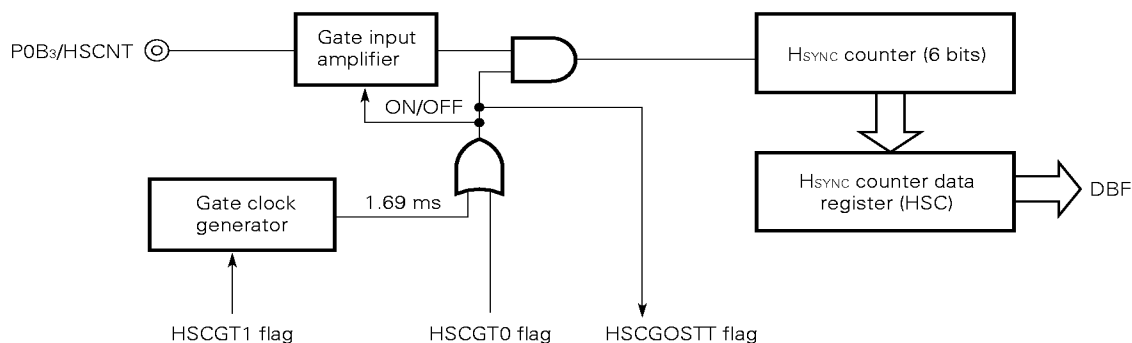 P0B₃/HSCNT
Gate input
amplifier
HSYNC counter (6 bits)
ON/OFF
HSYNC counter data
register (HSC)
DBF
Gate clock
generator
1.69 ms
HSCGT1 flag
HSCGT0 flag
HSCGOSTT flag